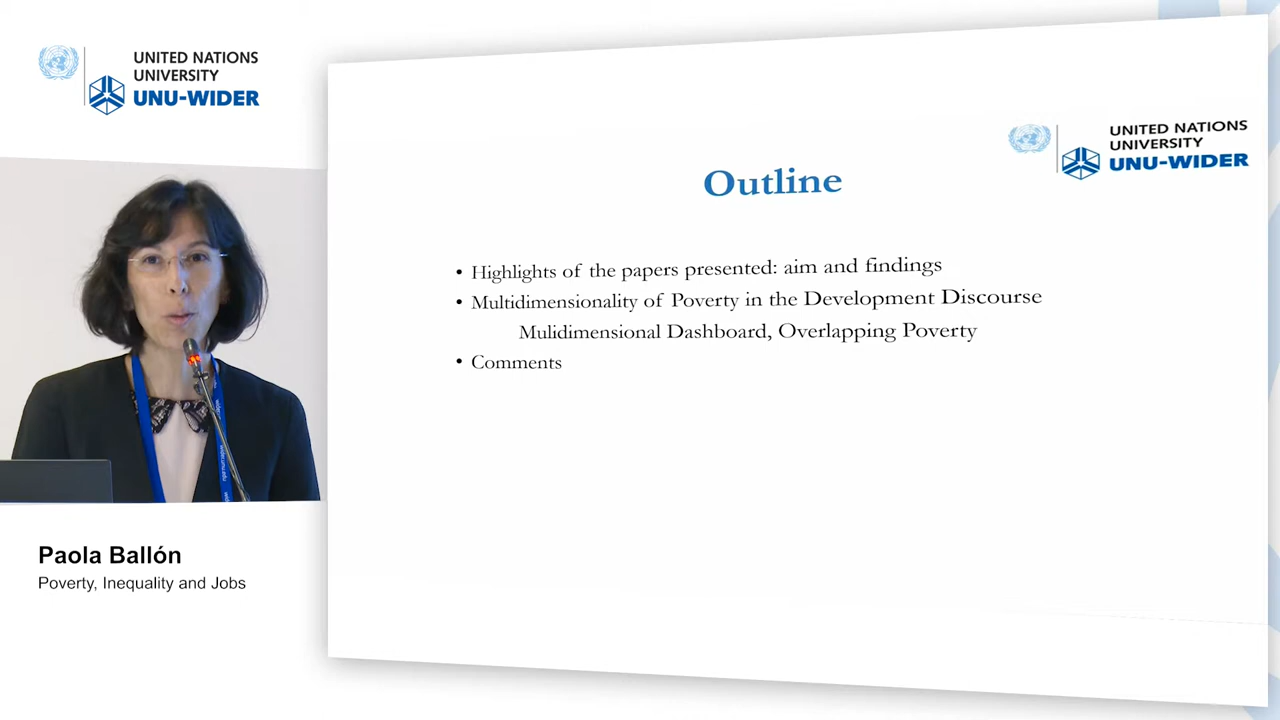 UNITED NATIONS
UNIVERSITY
UNU-WIDER
Paola Ballón
Poverty, Inequality and Jobs
UNITED NATIONS
UNIVERSITY
UNU-WIDER
Outline
• Highlights of the papers presented: aim and findings
• Multidimensionality of Poverty in the Development Discourse
Mulidimensional Dashboard, Overlapping Poverty
• Comments